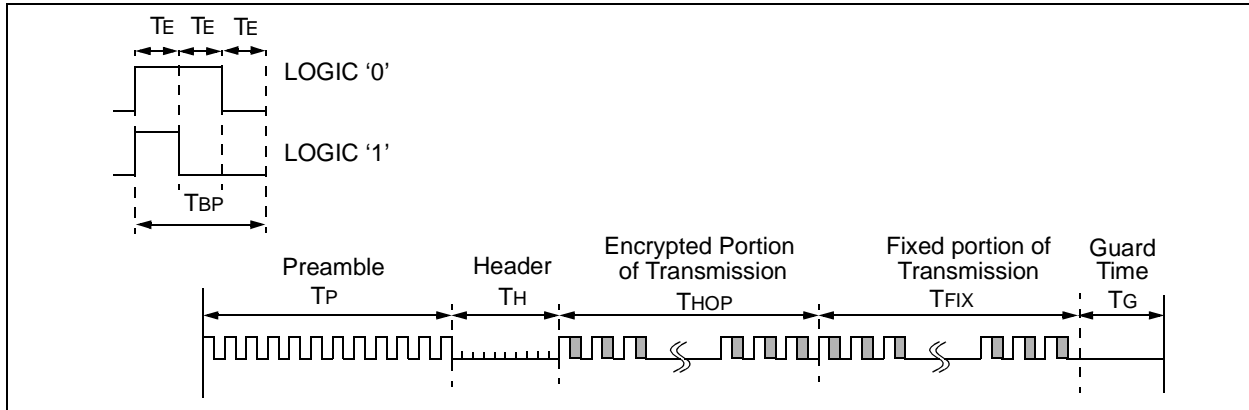 TE TE TE
LOGIC ‘0’
LOGIC ‘1’
TBP
Preamble
TP
Header
TH
Encrypted Portion
of Transmission
THOP
Fixed portion of
Transmission
TFIX
Guard
Time
TG